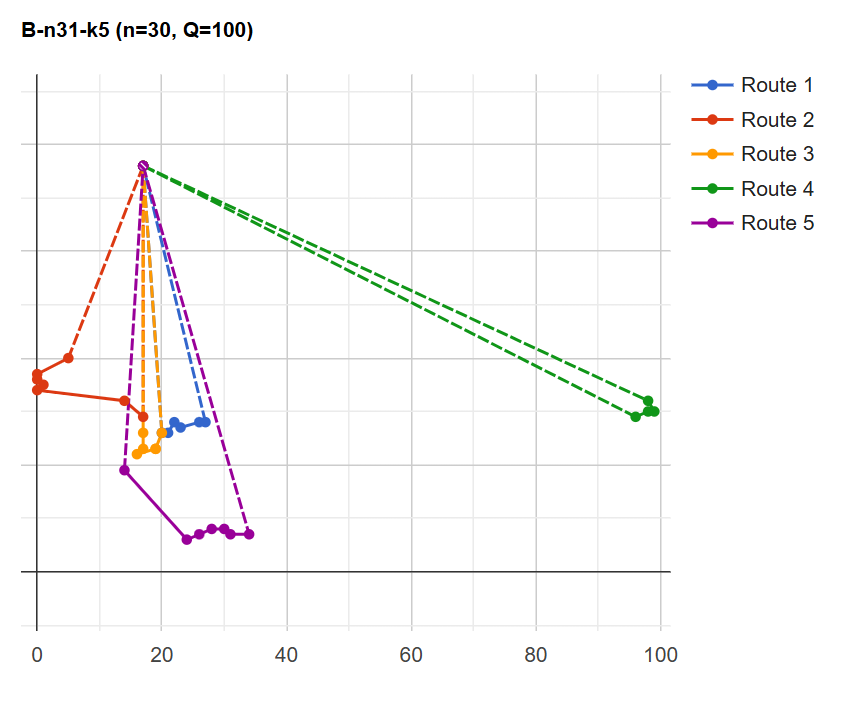 B-n31-k5 (n=30, Q=100)
Route 1
Route 2
Route 3
Route 4
Route 5
0 20 40 60 80 100